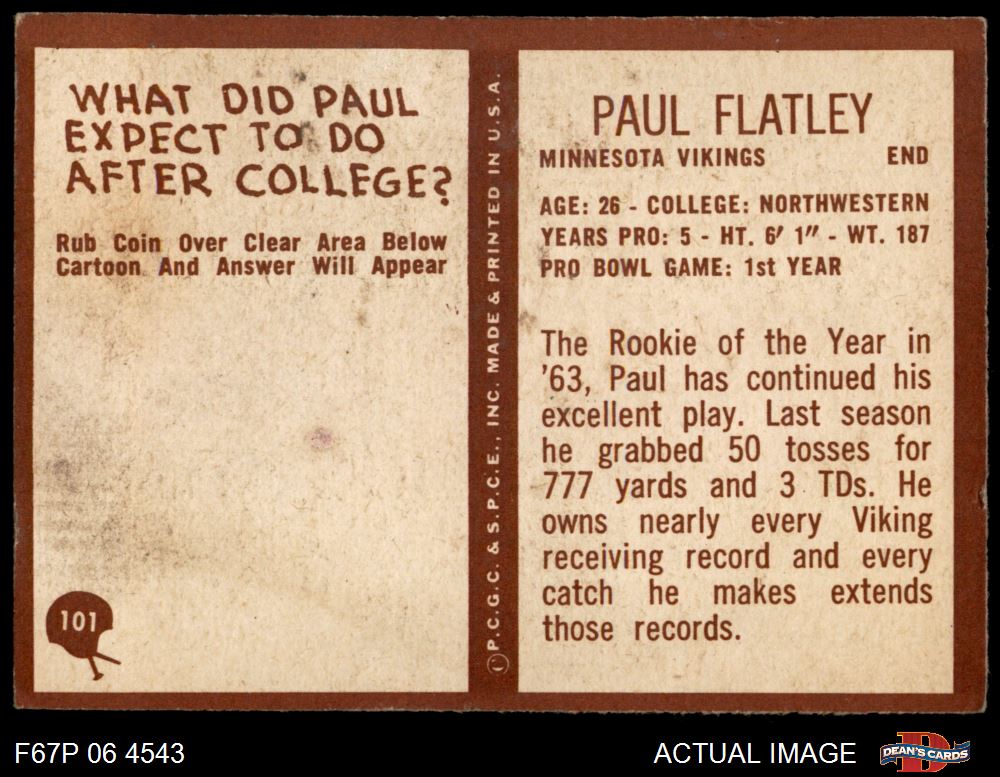 WHAT DID PAUL
EXPECT TO DO
AFTER COLLEGE?
Rub Coin Over Clear Area Below
Cartoon And Answer Will Appear
101
©P.C.G.C. & S.P.C.E., INC. MADE & PRINTED IN U.S.A.
PAUL FLATLEY
MINNESOTA VIKINGS END
AGE: 26 - COLLEGE: NORTHWESTERN
YEARS PRO: 5 - HT. 6' 1" - WT. 187
PRO BOWL GAME: 1st YEAR
The Rookie of the Year in
'63, Paul has continued his
excellent play. Last season
he grabbed 50 tosses for
777 yards and 3 TDs. He
owns nearly every Viking
receiving record and every
catch he makes extends
those records.
F67P 06 4543
ACTUAL IMAGE
D
DEAN'S CARDS